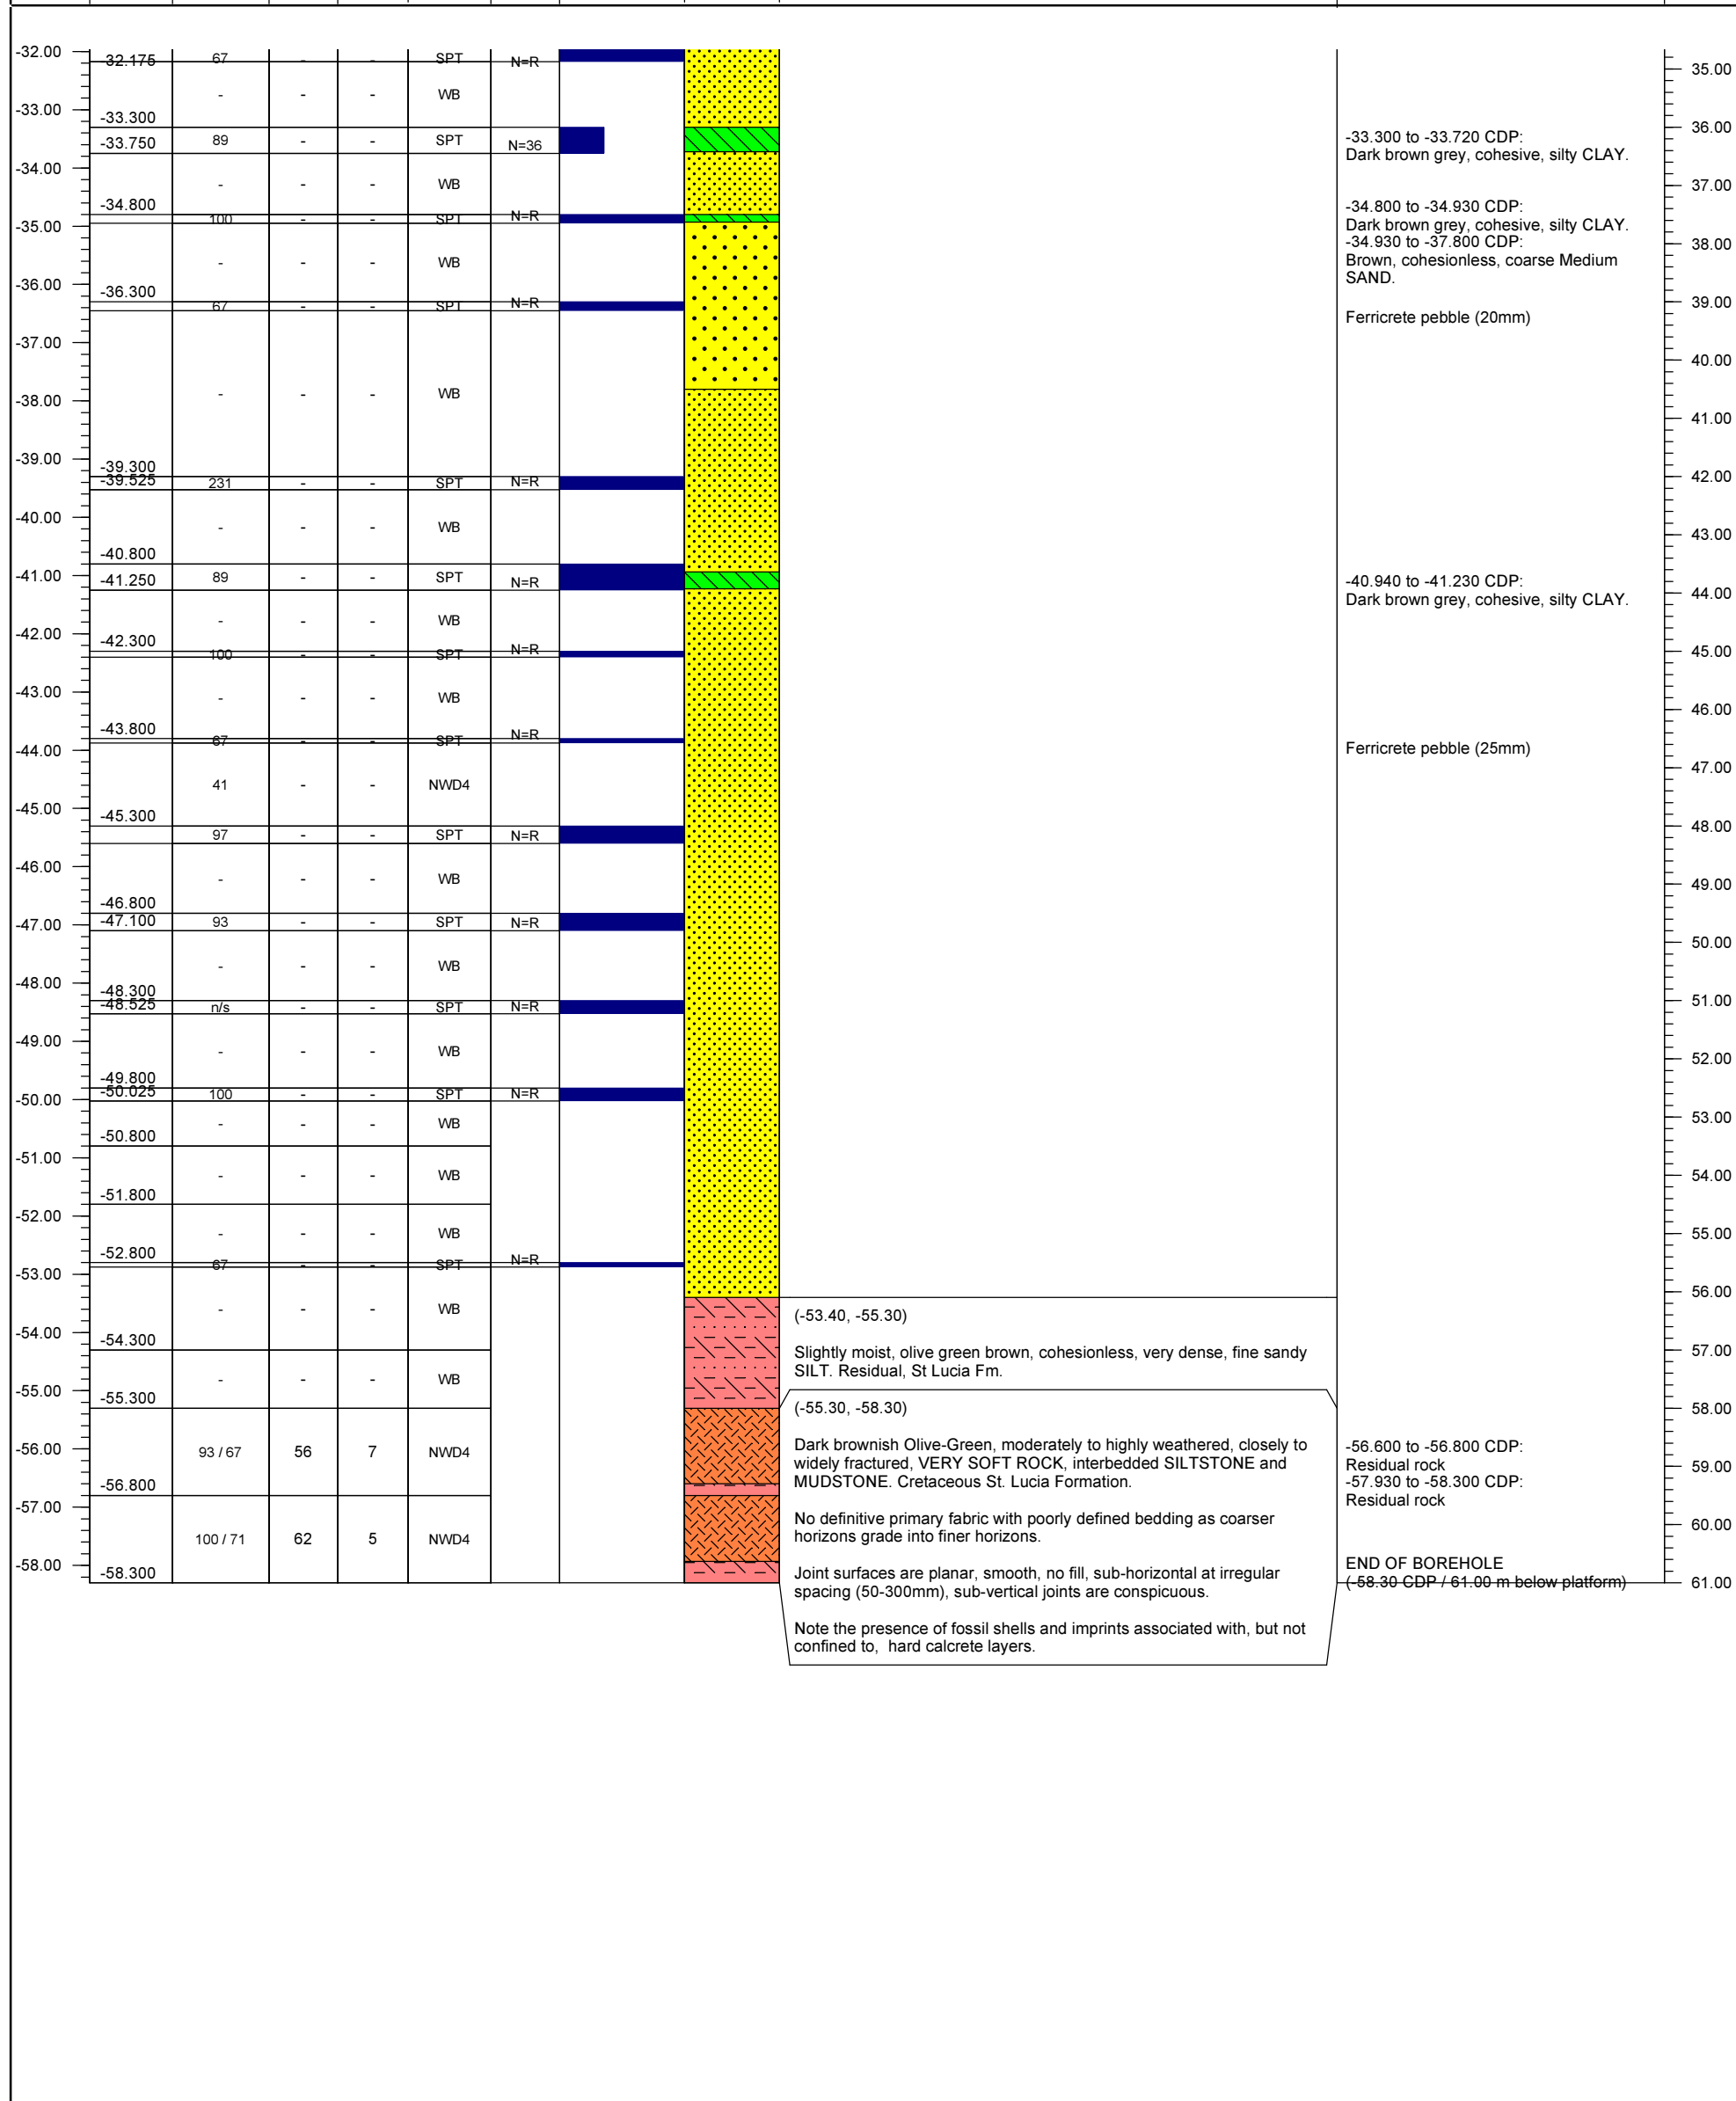 -32.00
-32.175 67 - - SPT N=R
35.00
- - - WB
-33.00
-33.300
36.00
-33.300 to -33.720 CDP:
-33.750 89 - - SPT N=36
Dark brown grey, cohesive, silty CLAY.
-34.00
- - - WB
37.00
-34.800
-34.800 to -34.930 CDP:
100 - - SPT N=R
Dark brown grey, cohesive, silty CLAY.
-35.00
-34.930 to -37.800 CDP:
38.00
- - - WB
Brown, cohesionless, coarse Medium
SAND.
-36.00
-36.300
39.00
67 - - SPT N=R
Ferricrete pebble (20mm)
-37.00
40.00
- - - WB
-38.00
41.00
-39.00
-39.300
42.00
-39.525 231 - - SPT N=R
-40.00
- - - WB
43.00
-40.800
-41.00
-41.250 89 - - SPT N=R
-40.940 to -41.230 CDP:
44.00
Dark brown grey, cohesive, silty CLAY.
- - - WB
-42.00
-42.300
45.00
100 - - SPT N=R
-43.00
- - - WB
46.00
-43.800
67 - - SPT N=R
-44.00
Ferricrete pebble (25mm)
47.00
41 - - NWD4
-45.00
-45.300
48.00
97 - - SPT N=R
-46.00
- - - WB
49.00
-46.800
-47.00
-47.100 93 - - SPT N=R
50.00
- - - WB
-48.00
-48.300
51.00
-48.525 n/s - - SPT N=R
-49.00
- - - WB
52.00
-49.800
-50.00
-50.025 100 - - SPT N=R
53.00
- - - WB
-50.800
-51.00
- - - WB
54.00
-51.800
-52.00
- - - WB
55.00
-52.800
67 - - SPT N=R
-53.00
56.00
- - - WB
(-53.40, -55.30)
-54.00
-54.300
Slightly moist, olive green brown, cohesionless, very dense, fine sandy
57.00
SILT. Residual, St Lucia Fm.
- - - WB
-55.00
-55.300
(-55.30, -58.30)
58.00
-56.00
93 / 67 56 7 NWD4
Dark brownish Olive-Green, moderately to highly weathered, closely to
widely fractured, VERY SOFT ROCK, interbedded SILTSTONE and
MUDSTONE. Cretaceous St. Lucia Formation.
-56.600 to -56.800 CDP:
Residual rock
59.00
-56.800
-57.930 to -58.300 CDP:
Residual rock
-57.00
No definitive primary fabric with poorly defined bedding as coarser
horizons grade into finer horizons.
60.00
100 / 71 62 5 NWD4
-58.00
-58.300
Joint surfaces are planar, smooth, no fill, sub-horizontal at irregular
spacing (50-300mm), sub-vertical joints are conspicuous.
END OF BOREHOLE
(-58.30 CDP / 61.00 m below platform)
61.00
Note the presence of fossil shells and imprints associated with, but not
confined to, hard calcrete layers.